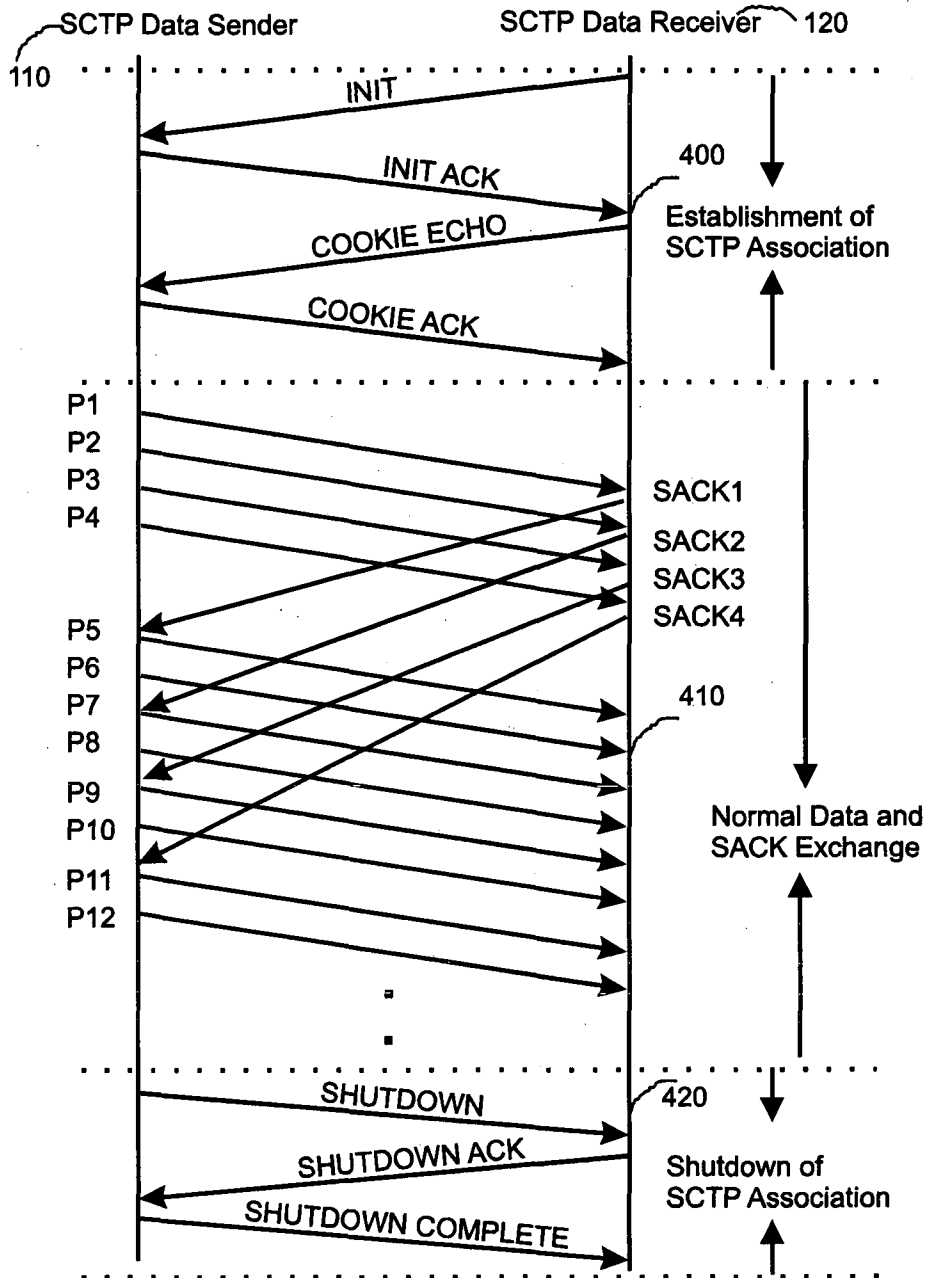 SCTP Data Sender
SCTP Data Receiver
120
110
INIT
INIT ACK
400
Establishment of
SCTP Association
COOKIE ECHO
COOKIE ACK
P1
P2
P3
P4
SACK1
SACK2
SACK3
SACK4
P5
P6
P7
P8
P9
P10
P11
P12
410
Normal Data and
SACK Exchange
SHUTDOWN
420
SHUTDOWN ACK
SHUTDOWN COMPLETE
Shutdown of
SCTP Association